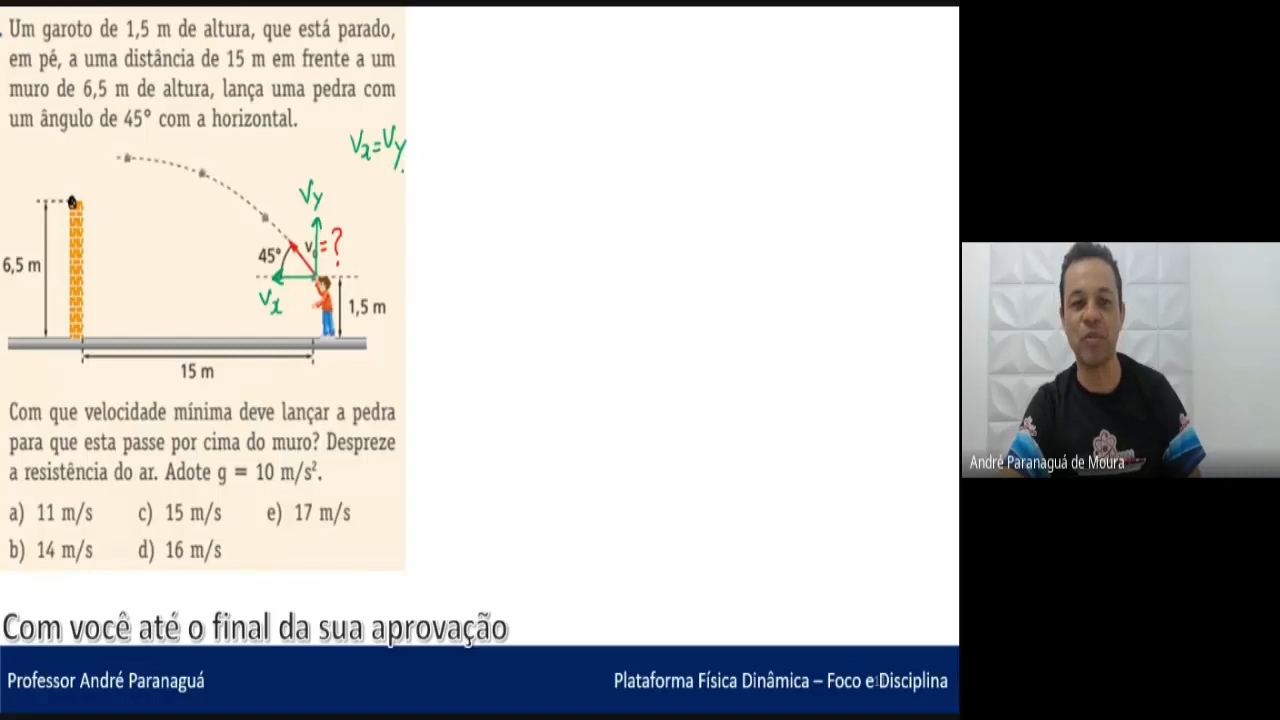 Um garoto de 1,5 m de altura, que está parado,
em pé, a uma distância de 15 m em frente a um
muro de 6,5 m de altura, lança uma pedra com
um ângulo de 45° com a horizontal.
Vx=Vy
Vy
45°
v₀=?
6,5 m
Vx
1,5 m
15 m
Com que velocidade mínima deve lançar a pedra
para que esta passe por cima do muro? Despreze
a resistência do ar. Adote g = 10 m/s².
a) 11 m/s c) 15 m/s e) 17 m/s
b) 14 m/s d) 16 m/s
Com você até o final da sua aprovação
Professor André Paranaguá Plataforma Física Dinâmica – Foco e Disciplina
André Paranaguá de Moura